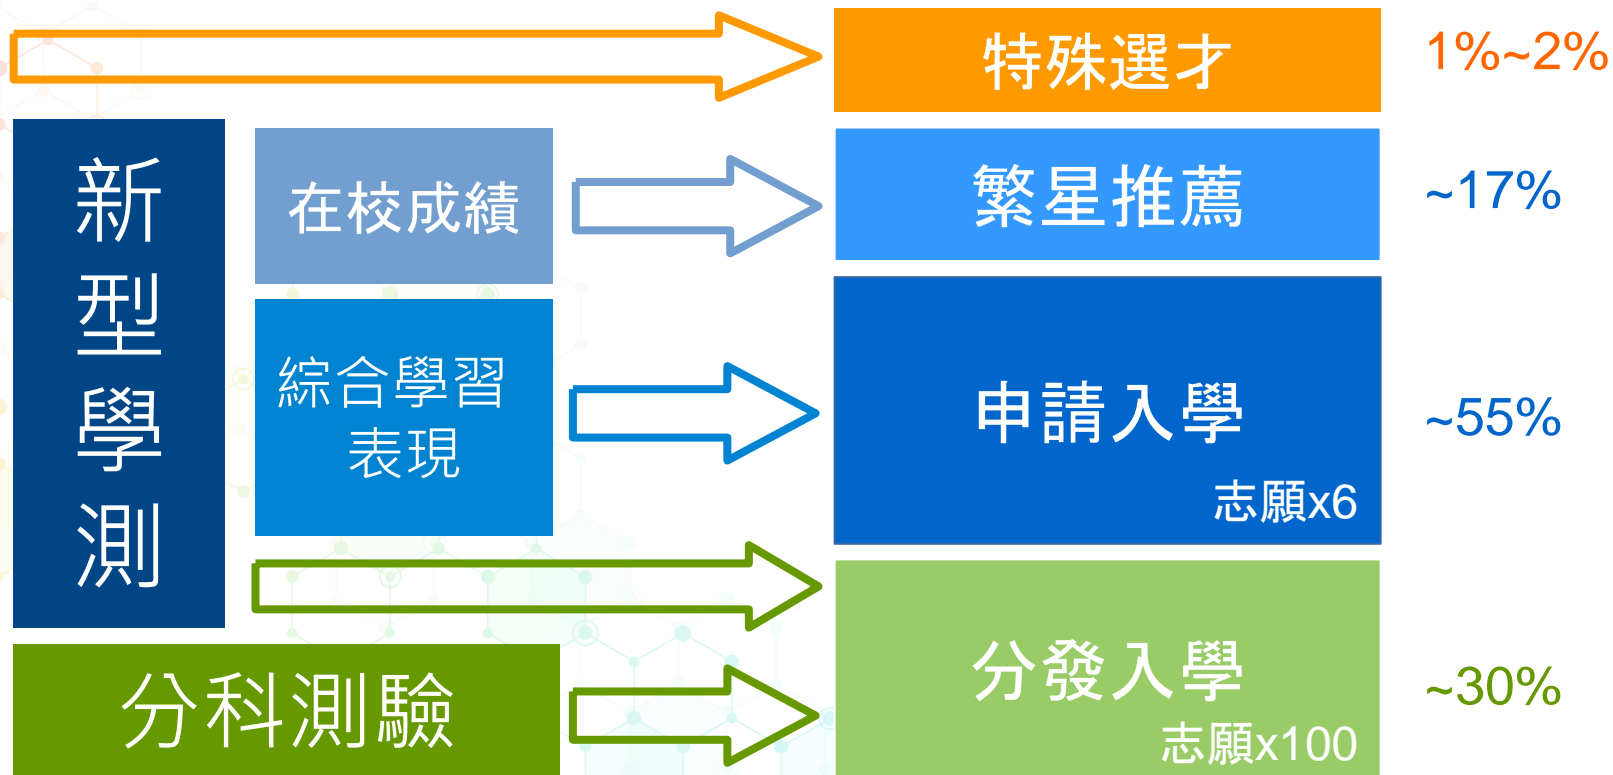 特殊選才
1%~2%
新型學測
在校成績
繁星推薦
~17%
綜合學習
表現
申請入學
志願x6
~55%
分科測驗
分發入學
志願x100
~30%